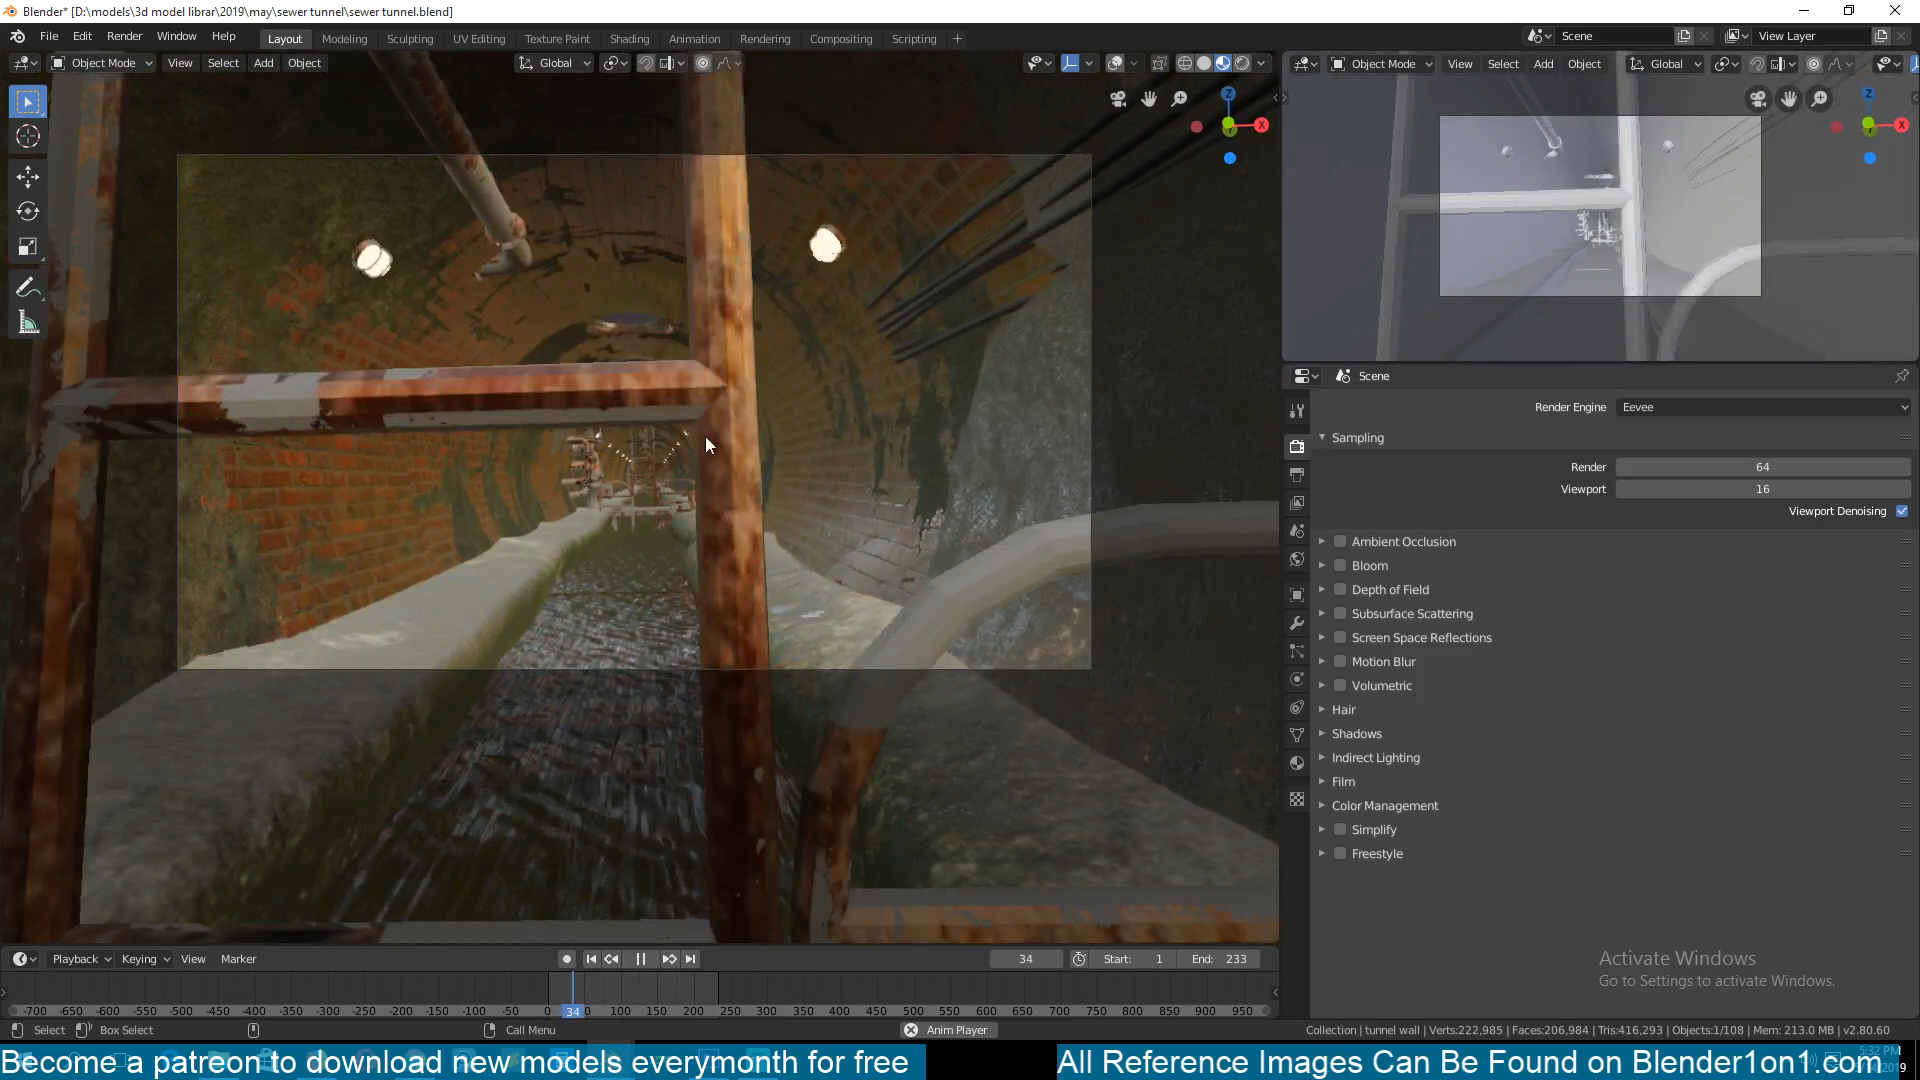 Blender* [D:\models\3d model librar\2019\may\sewer tunnel\sewer tunnel.blend]
File Edit Render Window Help Layout Modeling Sculpting UV Editing Texture Paint Shading Animation Rendering Compositing Scripting + Scene View Layer
Object Mode View Select Add Object Global
Object Mode View Select Add Object Global
Z
X
Z
X
Scene
Render Engine Eevee
Sampling
Render 64
Viewport 16
Viewport Denoising
Ambient Occlusion
Bloom
Depth of Field
Subsurface Scattering
Screen Space Reflections
Motion Blur
Volumetric
Hair
Shadows
Indirect Lighting
Film
Color Management
Simplify
Freestyle
Activate Windows
Go to Settings to activate Windows.
Playback Keying View Marker 34 Start: 1 End: 233
-700 -650 -600 -550 -500 -450 -400 -350 -300 -250 -200 -150 -100 -50 0 34 100 150 200 250 300 350 400 450 500 550 600 650 700 750 800 850 900 950
Select Box Select Call Menu Anim Player Collection | tunnel wall | Verts:222,985 | Faces:206,984 | Tris:416,293 | Objects:1/108 | Mem: 213.0 MB | v2.80.60
Become a patreon to download new models everymonth for free
All Reference Images Can Be Found on Blender1on1.com
5:32 PM